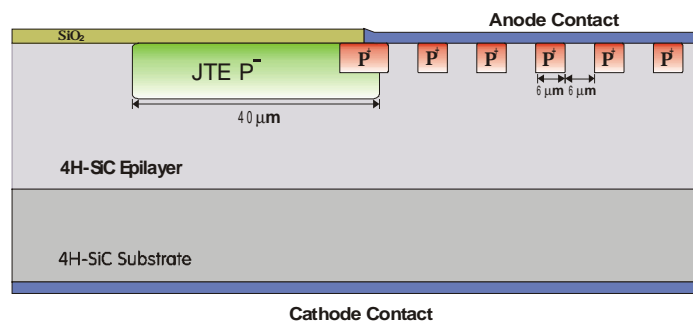 Anode Contact
SiO₂
JTE P⁻
P⁺ P⁺ P⁺ P⁺ P⁺ P⁺
6 μm 6 μm
40 μm
4H-SiC Epilayer
4H-SiC Substrate
Cathode Contact